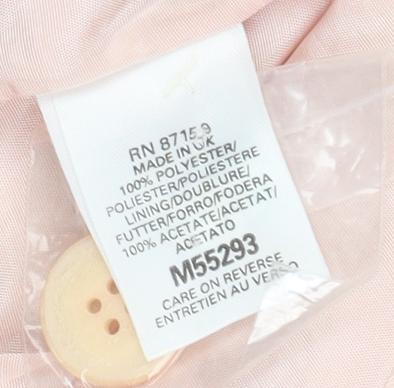 RN 87159
MADE IN UK
100% POLYESTER/
POLIESTER/POLIESTERE
LINING/DOUBLURE/
FUTTER/FORRO/FODERA
100% ACETATE/ACETAT/
ACETATO
M55293
CARE ON REVERSE
ENTRETIEN AU VERSO